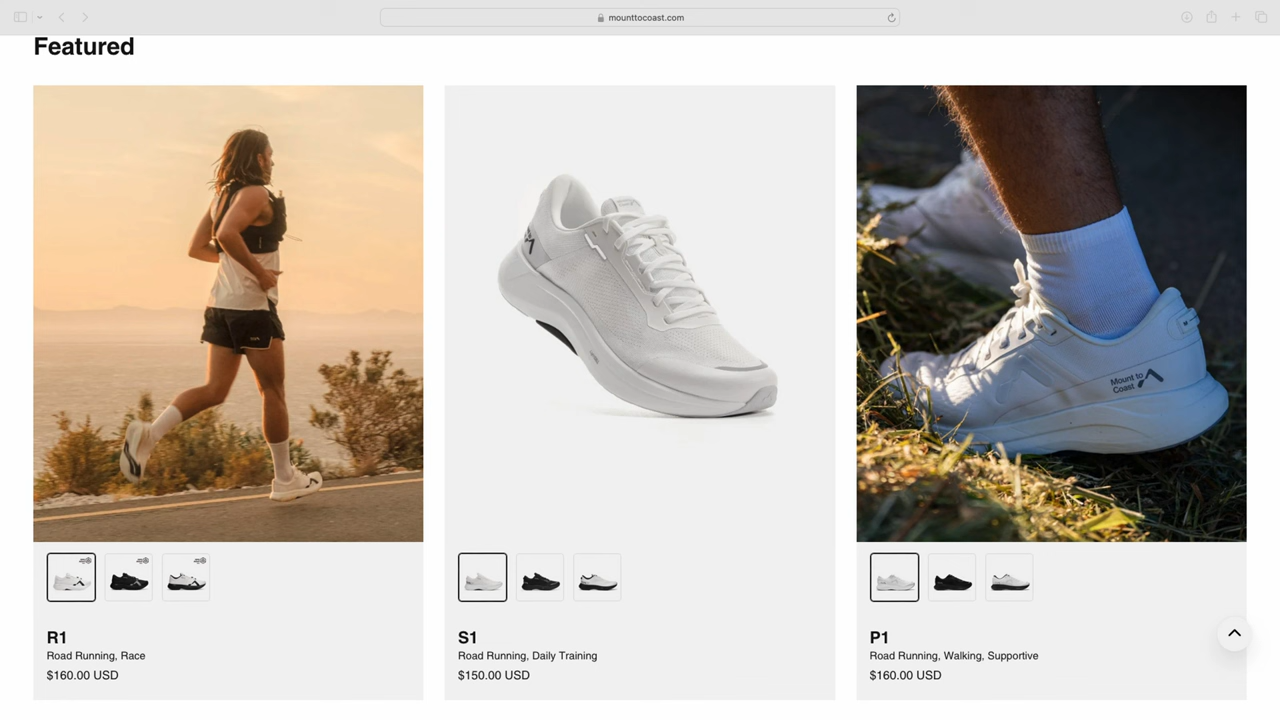 mounttocoast.com
Featured
Mount to
Coast
R1
Road Running, Race
$160.00 USD
S1
Road Running, Daily Training
$150.00 USD
P1
Road Running, Walking, Supportive
$160.00 USD